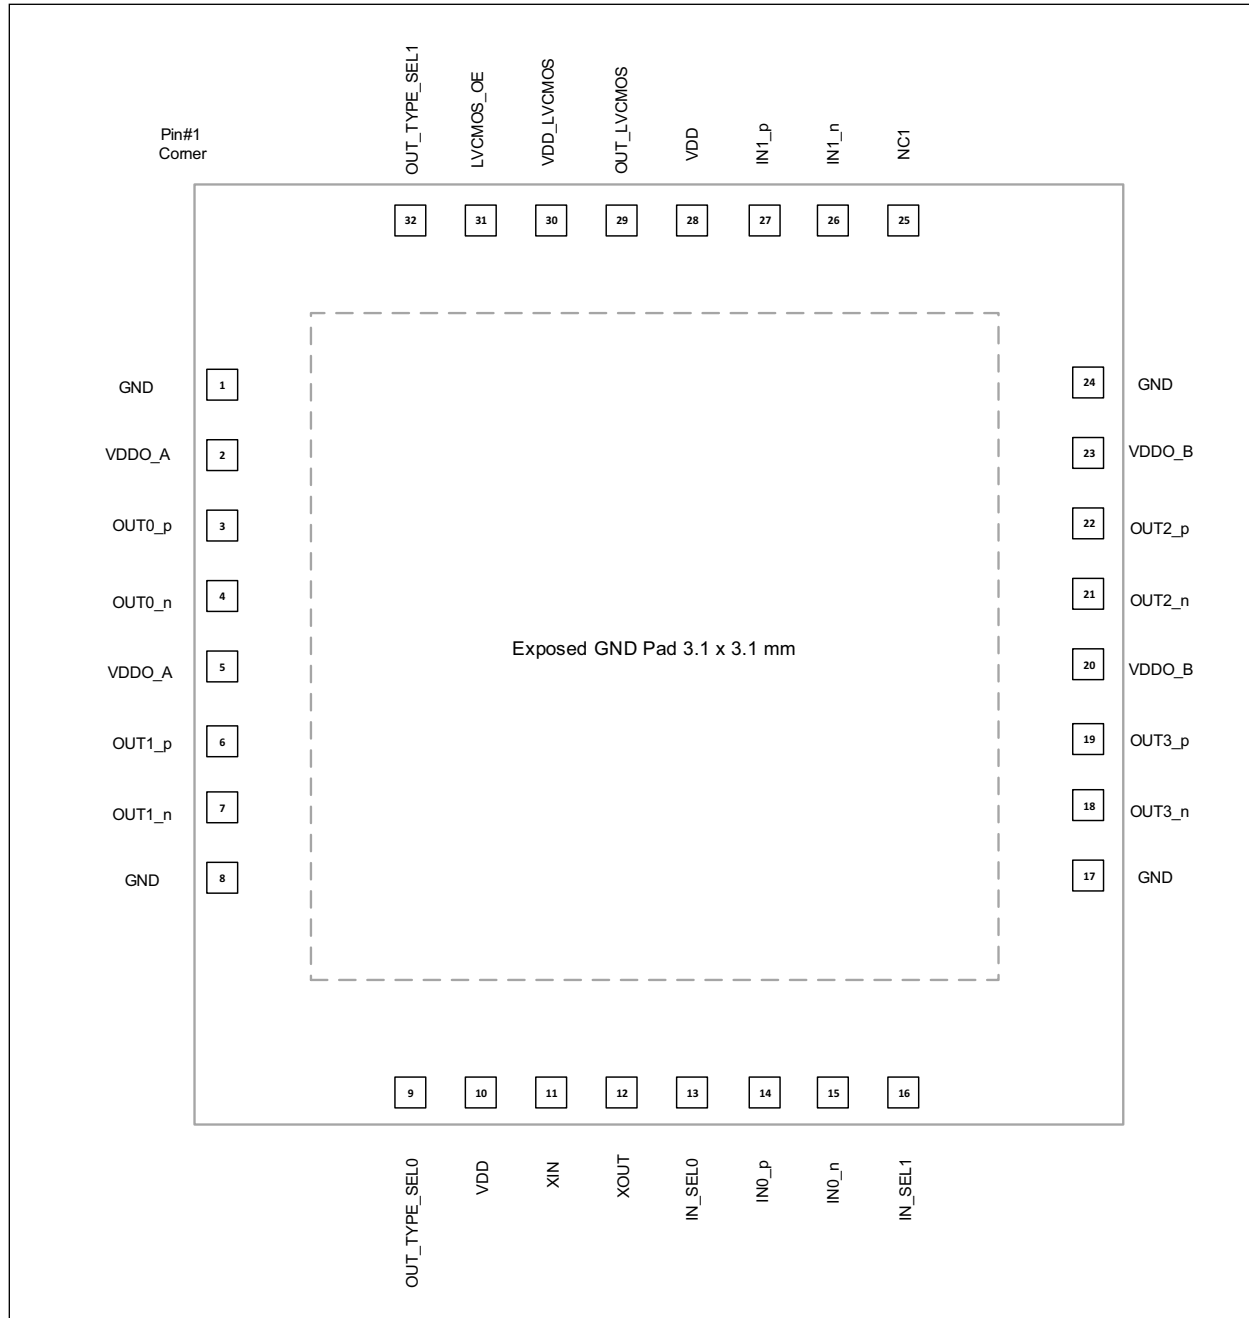 OUT_TYPE_SEL1
LVCMOS_OE
VDD_LVCMOS
OUT_LVCMOS
VDD
IN1_p
IN1_n
NC1
Pin#1
Corner
32 31 30 29 28 27 26 25
GND 1 24 GND
VDDO_A 2 23 VDDO_B
OUT0_p 3 22 OUT2_p
OUT0_n 4 21 OUT2_n
Exposed GND Pad 3.1 x 3.1 mm
VDDO_A 5 20 VDDO_B
OUT1_p 6 19 OUT3_p
OUT1_n 7 18 OUT3_n
GND 8 17 GND
9 10 11 12 13 14 15 16
OUT_TYPE_SEL0
VDD
XIN
XOUT
IN_SEL0
IN0_p
IN0_n
IN_SEL1